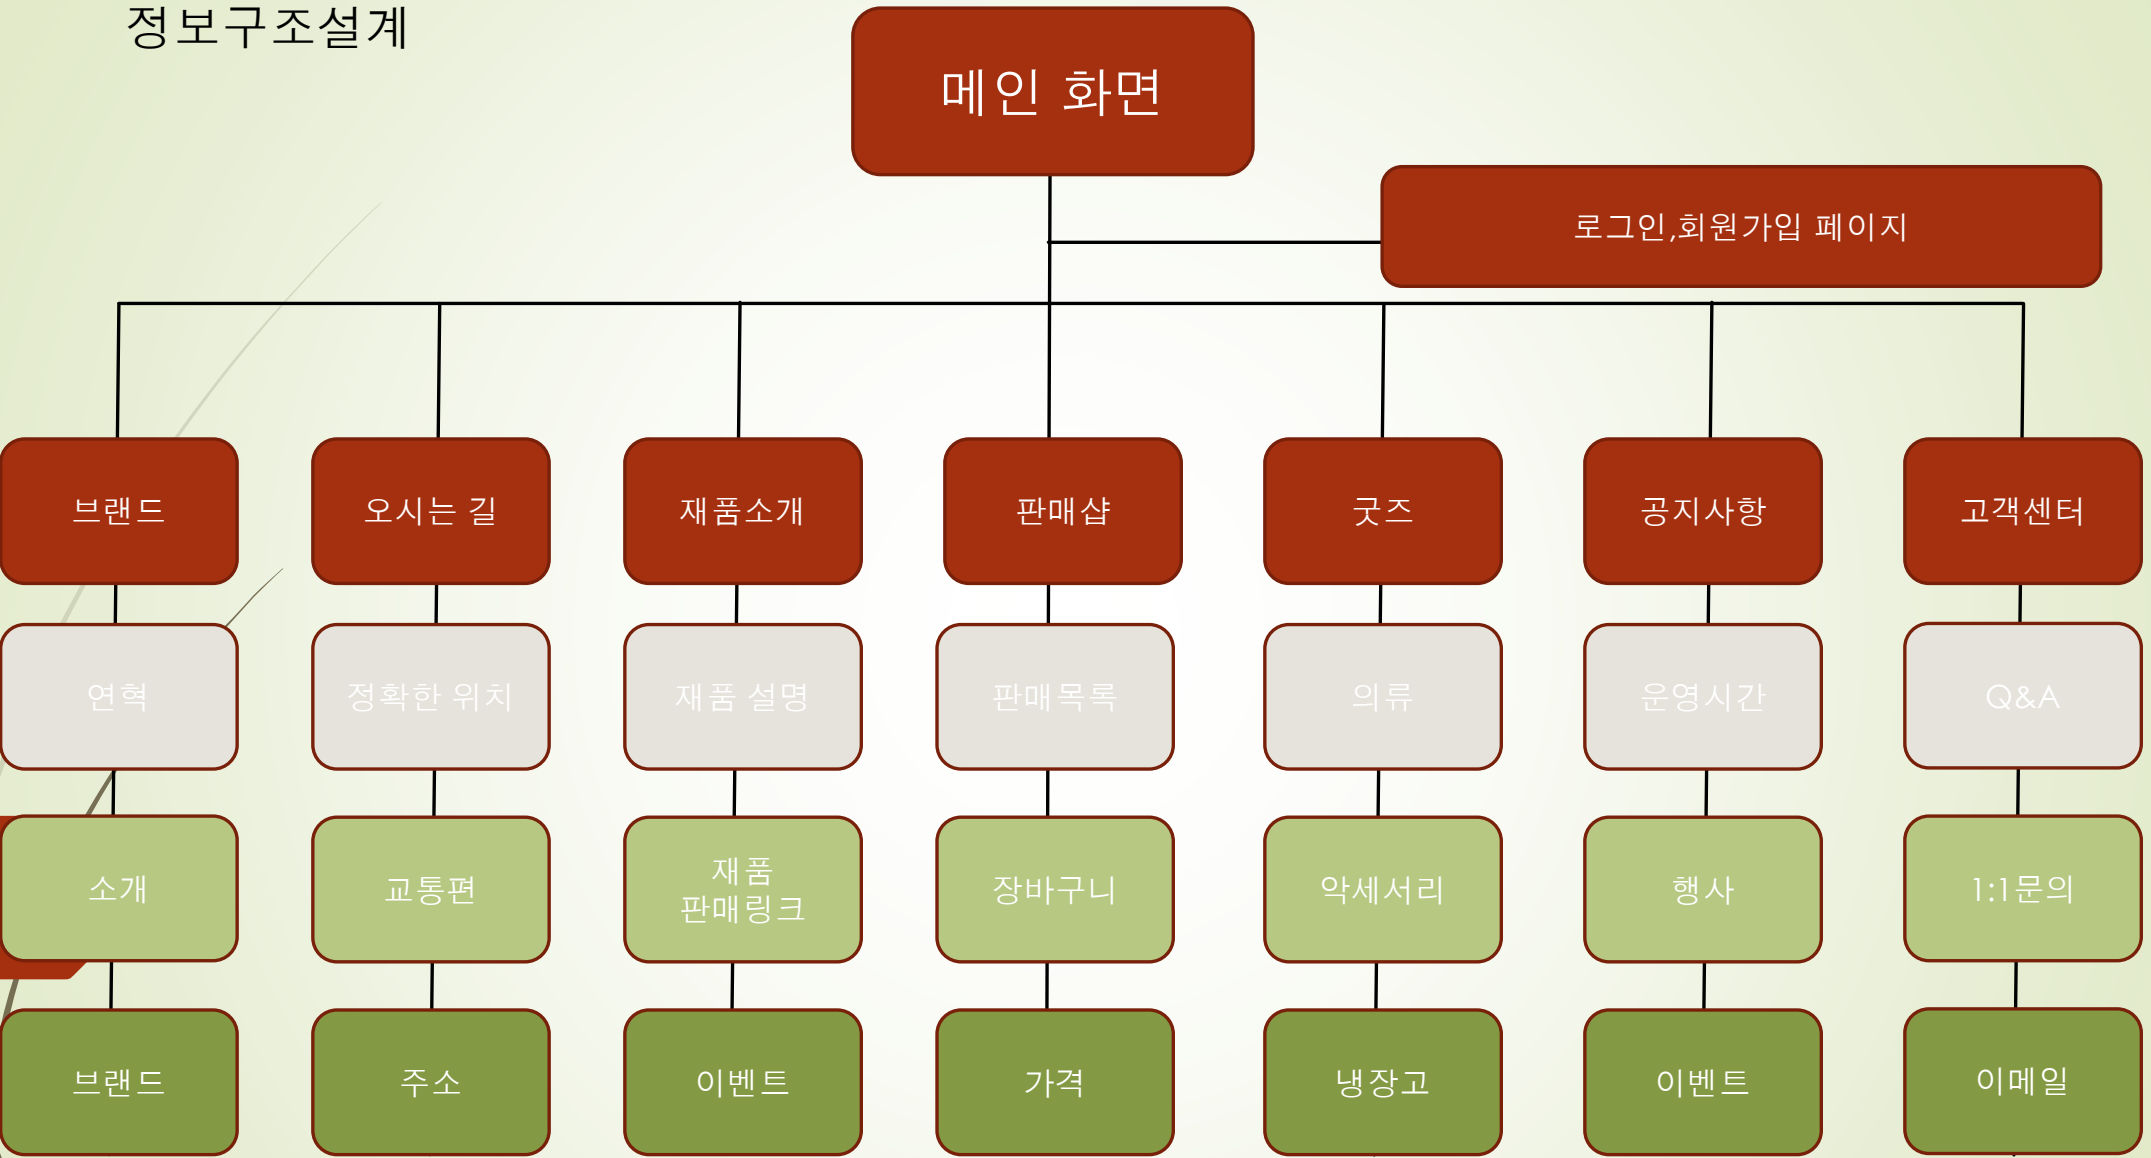 정보구조설계
메인 화면
로그인,회원가입 페이지
브랜드
오시는 길
재품소개
판매샵
굿즈
공지사항
고객센터
연혁
정확한 위치
재품 설명
판매목록
의류
운영시간
Q&A
소개
교통편
재품
판매링크
장바구니
악세서리
행사
1:1문의
브랜드
주소
이벤트
가격
냉장고
이벤트
이메일